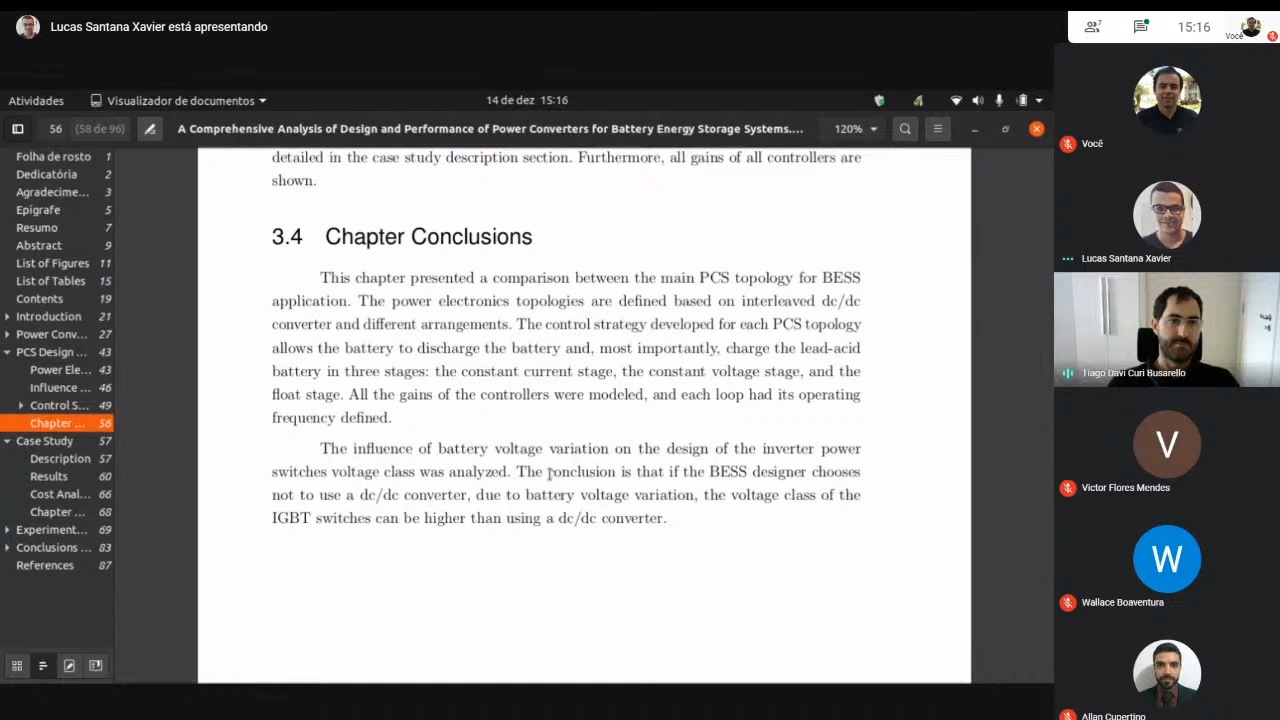 Lucas Santana Xavier está apresentando
7
15:16
Você
Atividades
Visualizador de documentos
14 de dez 15:16
56
(58 de 96)
A Comprehensive Analysis of Design and Performance of Power Converters for Battery Energy Storage Systems....
120%
Folha de rosto 1
Dedicatória 2
Agradecime... 3
Epígrafe 5
Resumo 7
Abstract 9
List of Figures 11
List of Tables 15
Contents 19
Introduction 21
Power Conv... 27
PCS Design ... 43
Power Ele... 43
Influence ... 46
Control S... 49
Chapter ... 56
Case Study 57
Description 57
Results 60
Cost Anal... 66
Chapter ... 68
Experiment... 69
Conclusions ... 83
References 87
detailed in the case study description section. Furthermore, all gains of all controllers are
shown.
3.4 Chapter Conclusions
This chapter presented a comparison between the main PCS topology for BESS
application. The power electronics topologies are defined based on interleaved dc/dc
converter and different arrangements. The control strategy developed for each PCS topology
allows the battery to discharge the battery and, most importantly, charge the lead-acid
battery in three stages: the constant current stage, the constant voltage stage, and the
float stage. All the gains of the controllers were modeled, and each loop had its operating
frequency defined.
The influence of battery voltage variation on the design of the inverter power
switches voltage class was analyzed. The conclusion is that if the BESS designer chooses
not to use a dc/dc converter, due to battery voltage variation, the voltage class of the
IGBT switches can be higher than using a dc/dc converter.
Você
Lucas Santana Xavier
Tiago Davi Curi Busarello
V
Victor Flores Mendes
W
Wallace Boaventura
Allan Cupertino